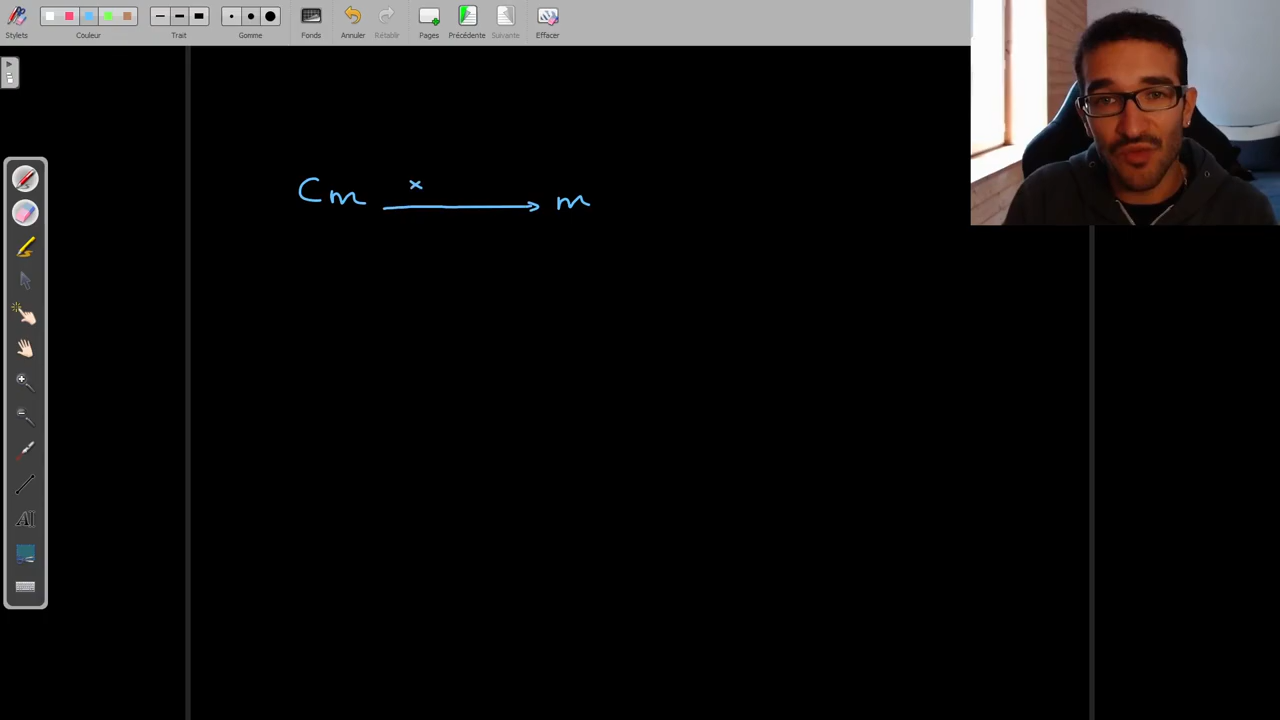 Stylets Couleur Trait Gomme Fonds Annuler Rétablir Pages Précédente Suivante Effacer
Cm × → m